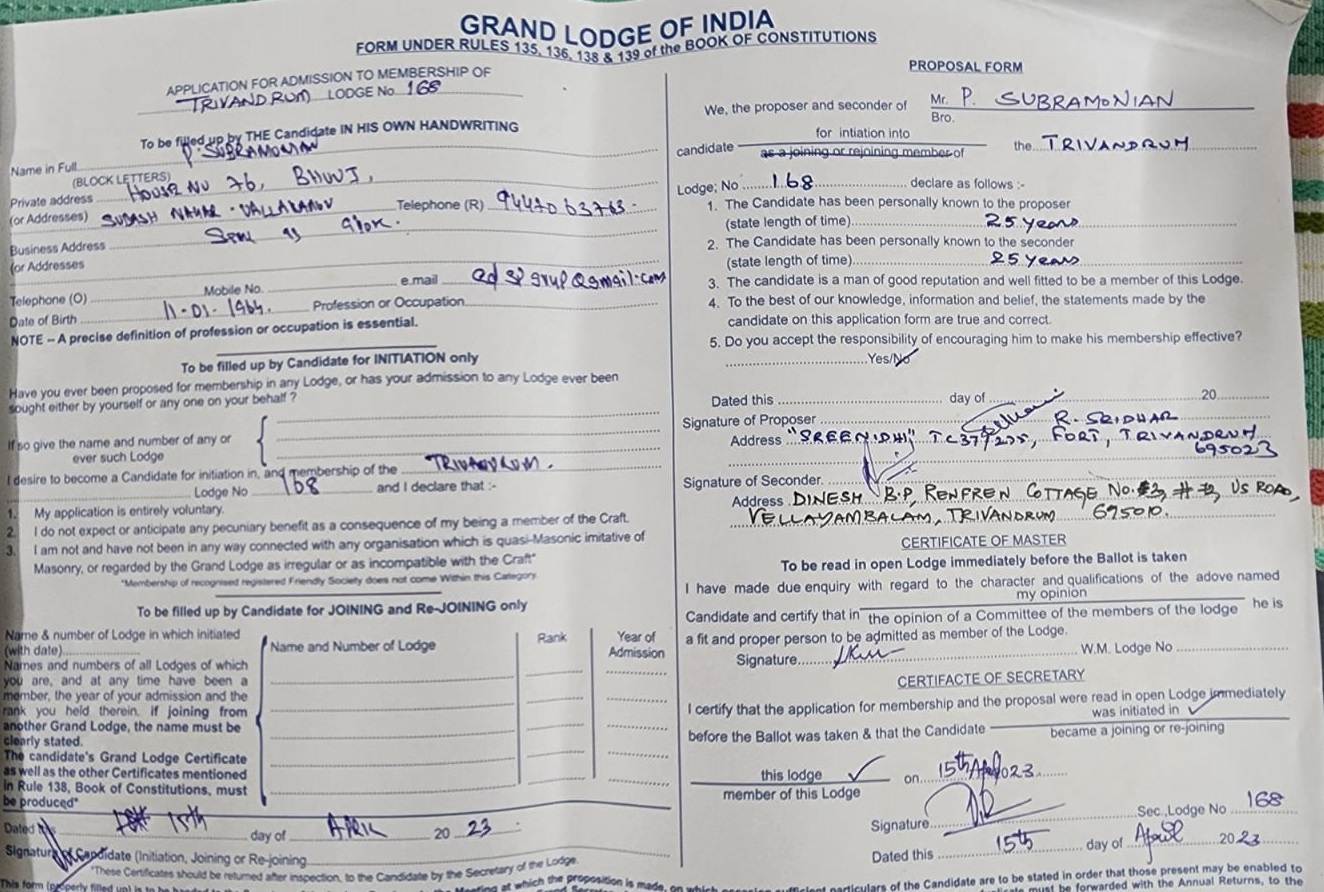 GRAND LODGE OF INDIA
FORM UNDER RULES 135, 136, 138 & 139 of the BOOK OF CONSTITUTIONS
APPLICATION FOR ADMISSION TO MEMBERSHIP OF
TRIVANDRUM LODGE No. 168
To be filled up by THE Candidate IN HIS OWN HANDWRITING
Name in Full P. SUBRAMONIAN
(BLOCK LETTERS)
Private address House No 76,
(or Addresses) Telephone (R) 9447063763
Business Address
(or Addresses
Telephone (O) Mobile No. e.mail
Date of Birth 11-01-1964. Profession or Occupation
NOTE -- A precise definition of profession or occupation is essential.
To be filled up by Candidate for INITIATION only
Have you ever been proposed for membership in any Lodge, or has your admission to any Lodge ever been
sought either by yourself or any one on your behalf ?
If so give the name and number of any or
ever such Lodge
I desire to become a Candidate for initiation in, and membership of the TRIVANDRUM.
Lodge No 168 and I declare that :-
1. My application is entirely voluntary.
2. I do not expect or anticipate any pecuniary benefit as a consequence of my being a member of the Craft.
3. I am not and have not been in any way connected with any organisation which is quasi-Masonic imitative of
Masonry, or regarded by the Grand Lodge as irregular or as incompatible with the Craft*
*Membership of recognised registered Friendly Society does not come Within this Category
To be filled up by Candidate for JOINING and Re-JOINING only
Name & number of Lodge in which initiated
(with date)
Names and numbers of all Lodges of which
you are, and at any time have been a
member, the year of your admission and the
rank you held therein. if joining from
another Grand Lodge, the name must be
clearly stated.
The candidate's Grand Lodge Certificate
as well as the other Certificates mentioned
in Rule 138, Book of Constitutions, must
be produced*
Name and Number of Lodge Rank Year of
Admission
Dated 15th day of APRIL 20 23
Signature of Candidate (Initiation, Joining or Re-joining
*These Certificates should be returned after inspection, to the Candidate by the Secretary of the Lodge.
PROPOSAL FORM
We, the proposer and seconder of Mr. P. SUBRAMONIAN
Bro.
for intiation into
candidate as a joining or rejoining member of the TRIVANDRUM
Lodge; No 168 declare as follows :-
1. The Candidate has been personally known to the proposer
(state length of time) 25 years
2. The Candidate has been personally known to the seconder
(state length of time) 25 years
3. The candidate is a man of good reputation and well fitted to be a member of this Lodge.
4. To the best of our knowledge, information and belief, the statements made by the
candidate on this application form are true and correct.
5. Do you accept the responsibility of encouraging him to make his membership effective?
Yes/No
Dated this day of 20
Signature of Proposer R. SRIDHAR
Address "SREENIDHI" TC 37/275, FORT, TRIVANDRUM
695023
Signature of Seconder.
Address DINESH B.P, RENFREN COTTAGE No. US ROAD,
VELLAYAMBALAM, TRIVANDRUM 695010.
CERTIFICATE OF MASTER
To be read in open Lodge immediately before the Ballot is taken
I have made due enquiry with regard to the character and qualifications of the adove named
my opinion
Candidate and certify that in the opinion of a Committee of the members of the lodge he is
a fit and proper person to be admitted as member of the Lodge.
Signature W.M. Lodge No
CERTIFACTE OF SECRETARY
I certify that the application for membership and the proposal were read in open Lodge immediately
was initiated in
before the Ballot was taken & that the Candidate became a joining or re-joining
this lodge on 15th April 023
member of this Lodge
Signature Sec., Lodge No 168
Dated this 15th day of April 2023